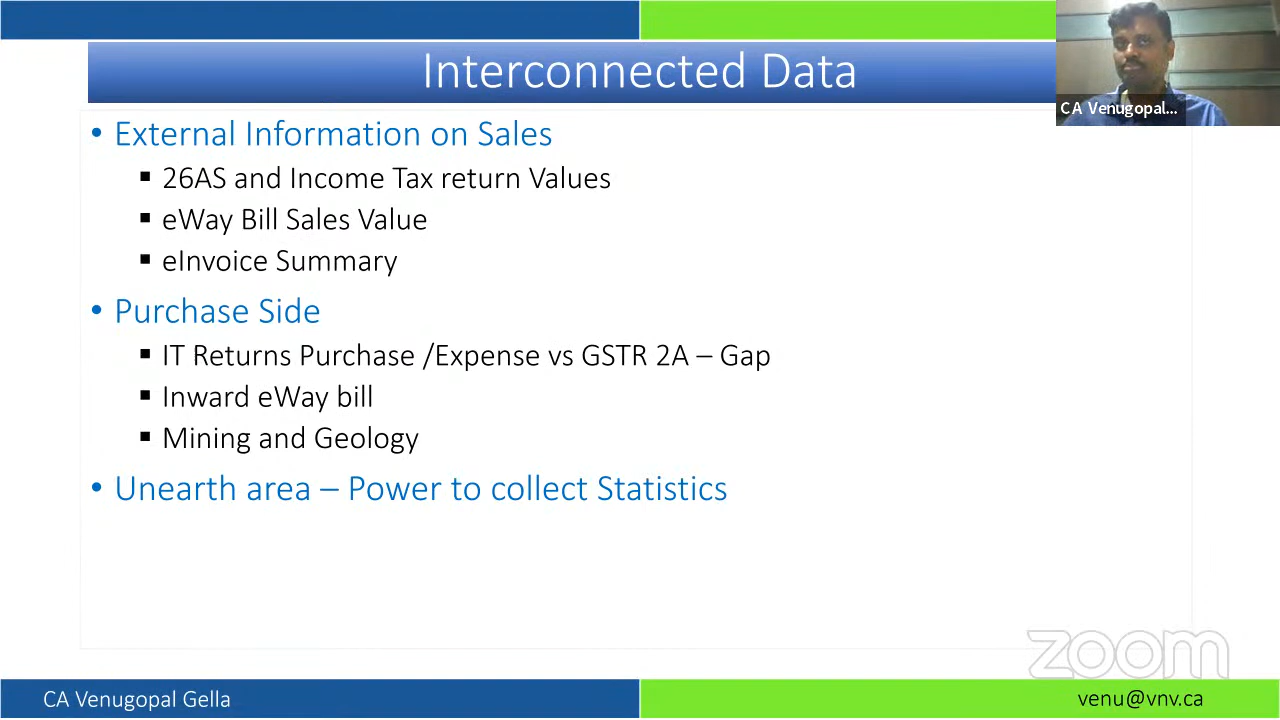 Interconnected Data
CA Venugopal...
• External Information on Sales
▪ 26AS and Income Tax return Values
▪ eWay Bill Sales Value
▪ eInvoice Summary
• Purchase Side
▪ IT Returns Purchase /Expense vs GSTR 2A – Gap
▪ Inward eWay bill
▪ Mining and Geology
• Unearth area – Power to collect Statistics
zoom
CA Venugopal Gella
venu@vnv.ca